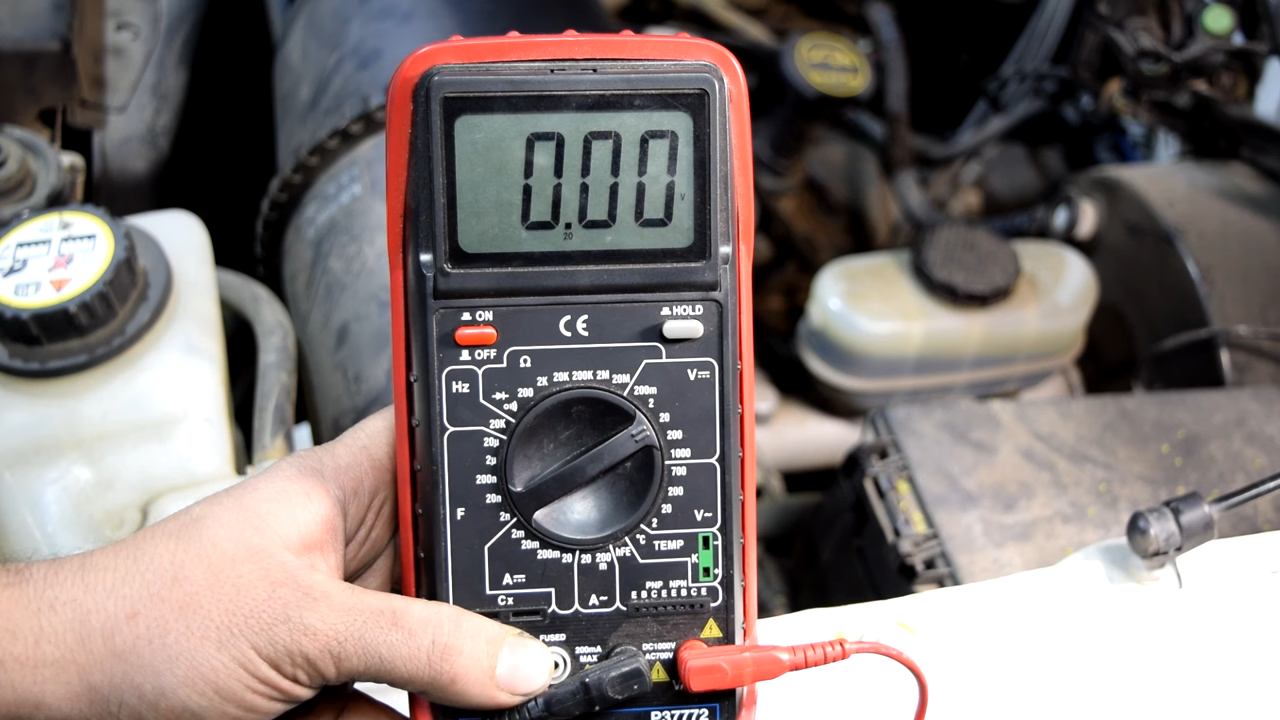 0.00
V
20
ON
HOLD
CE
OFF
Ω
Hz
2K 20K 200K 2M 20M
200
200m
V
2
20
200
1000
20K
20µ
2µ
200n
20n
2n
F
700
200
20
2
V~
2m
20m
200m
20
20
200
m
hFE
°C
TEMP
K
A
A~
Cx
PNP NPN
E B C E E B C E
FUSED
200mA
MAX
DC1000V
AC700V
P37772